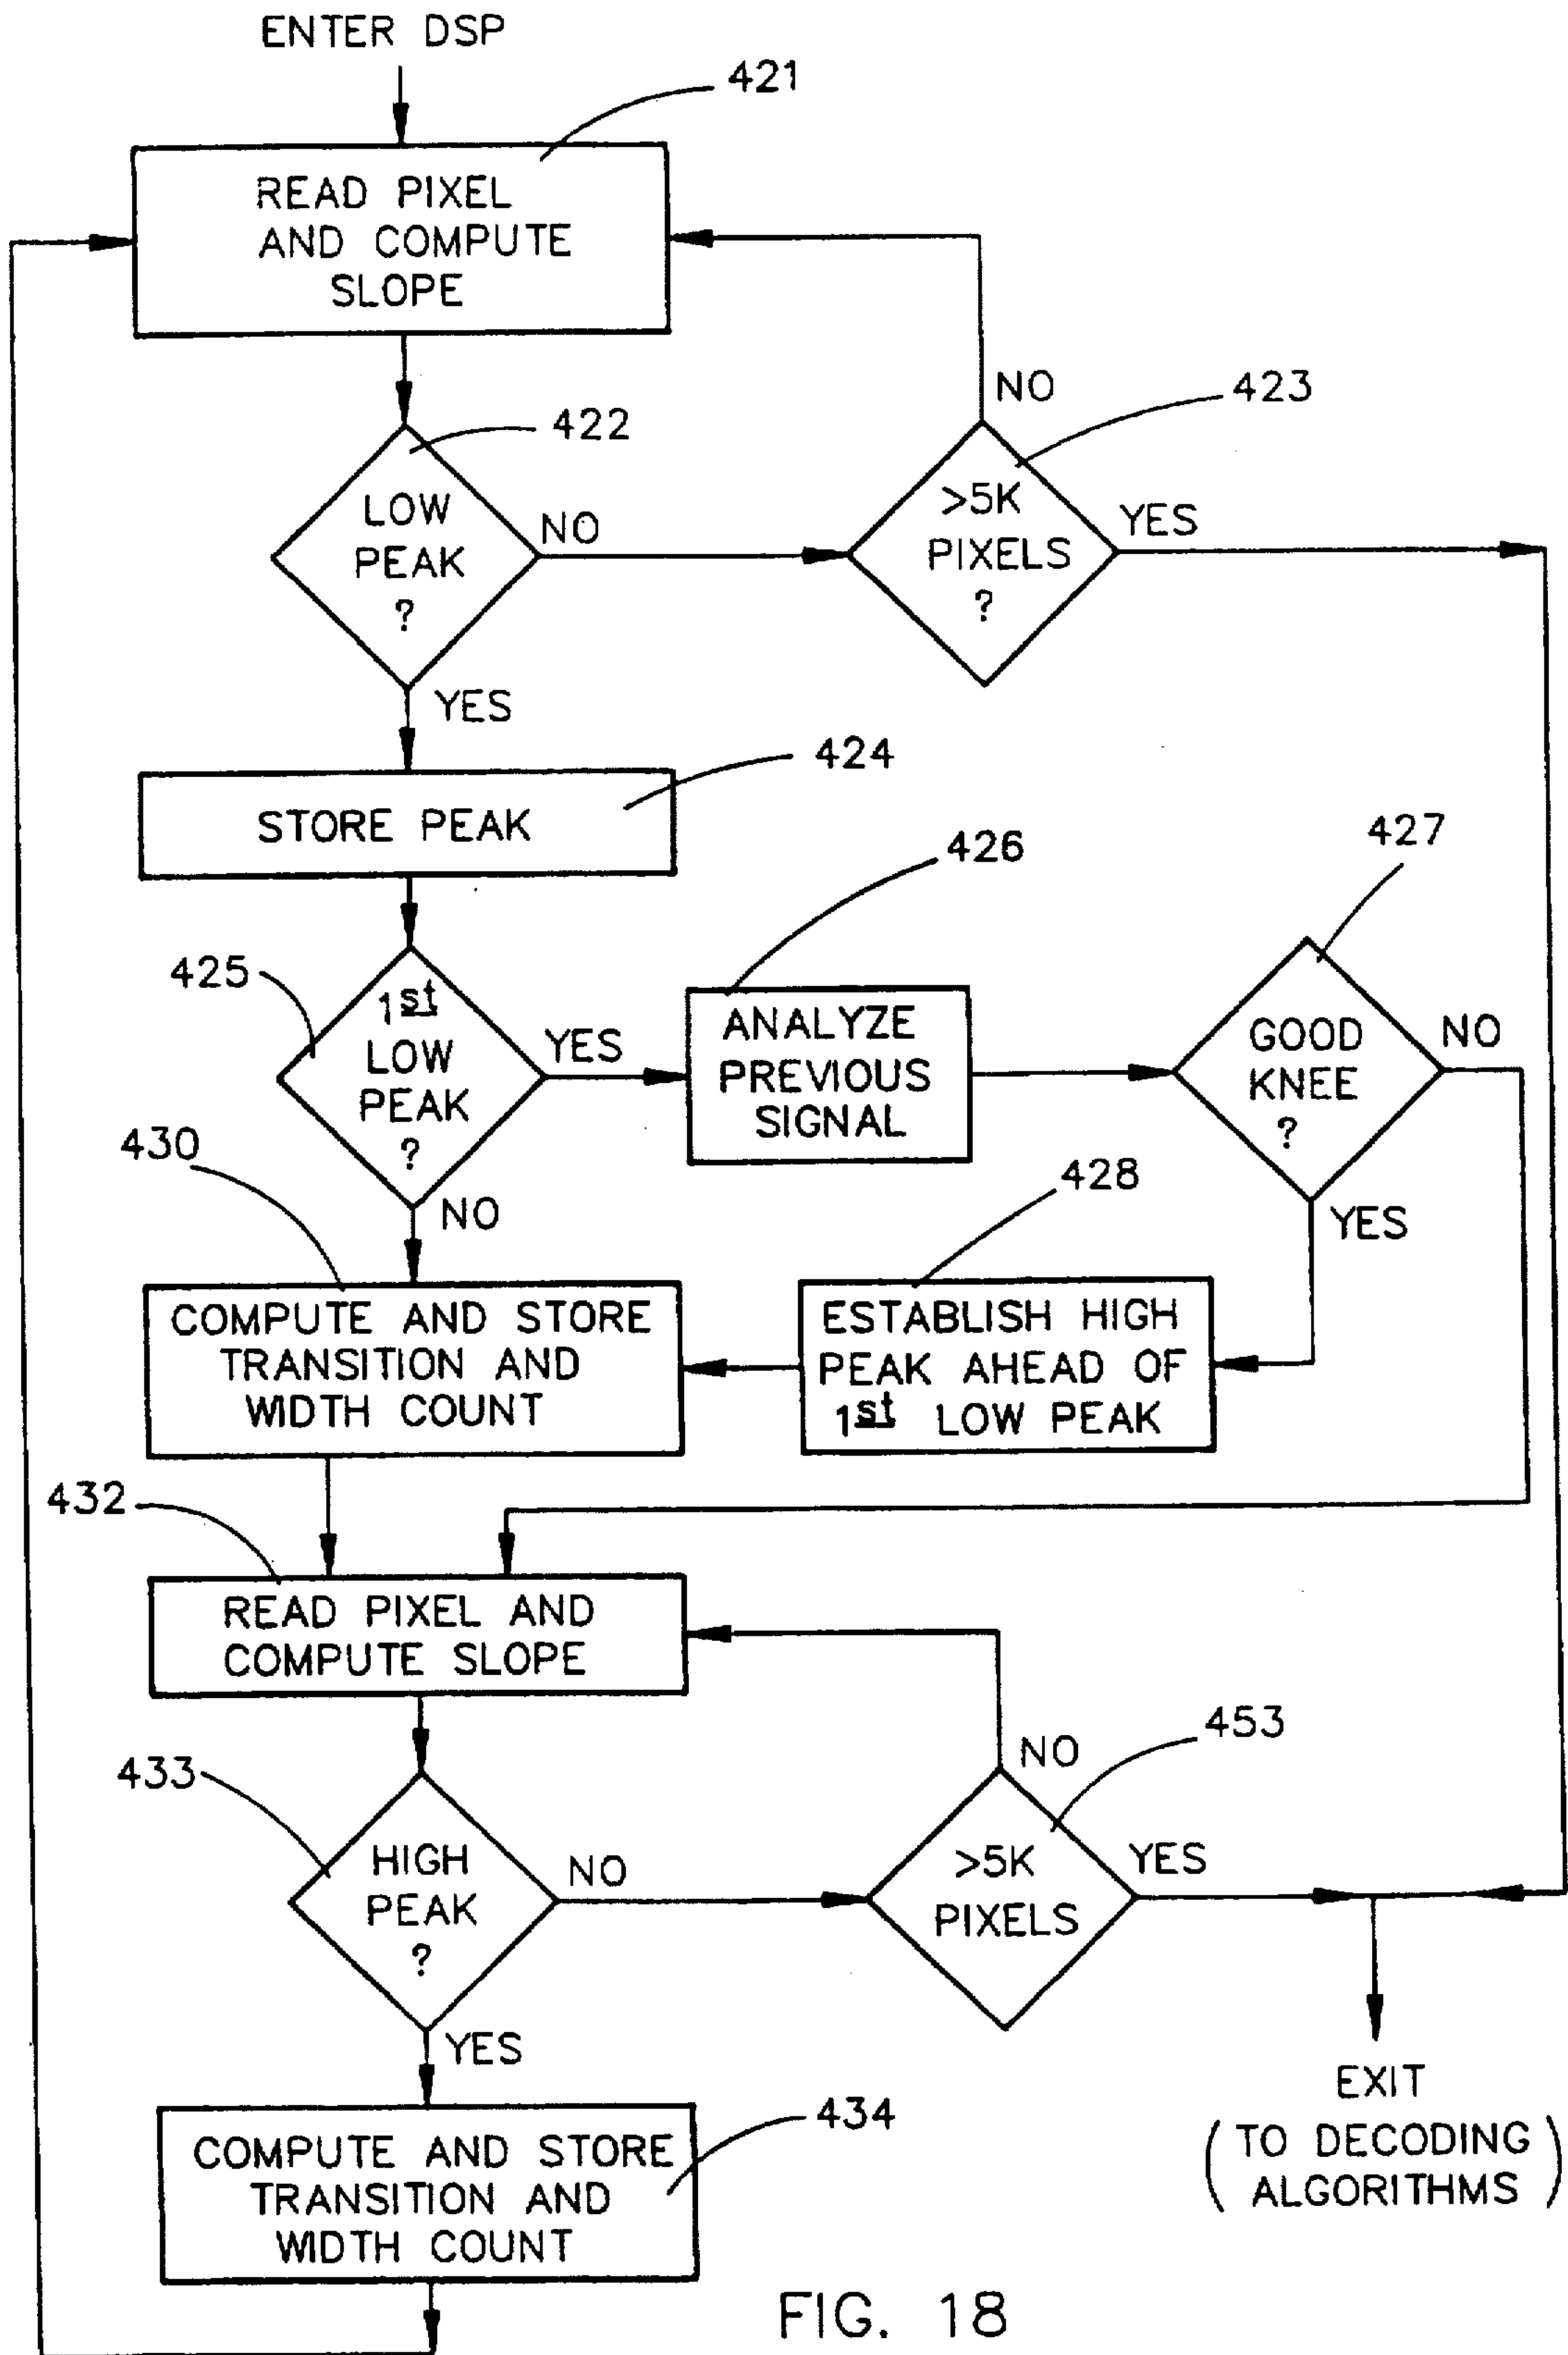 ENTER DSP
421
READ PIXEL
AND COMPUTE
SLOPE
NO
423
422
LOW
PEAK
?
NO
>5K
PIXELS
?
YES
YES
424
STORE PEAK
426
427
425
1st
LOW
PEAK
?
YES
ANALYZE
PREVIOUS
SIGNAL
GOOD
KNEE
?
NO
430
NO
428
YES
COMPUTE AND STORE
TRANSITION AND
WIDTH COUNT
ESTABLISH HIGH
PEAK AHEAD OF
1st LOW PEAK
432
READ PIXEL AND
COMPUTE SLOPE
453
NO
433
HIGH
PEAK
?
NO
>5K
PIXELS
YES
YES
EXIT
(TO DECODING
ALGORITHMS)
434
COMPUTE AND STORE
TRANSITION AND
WIDTH COUNT
FIG. 18